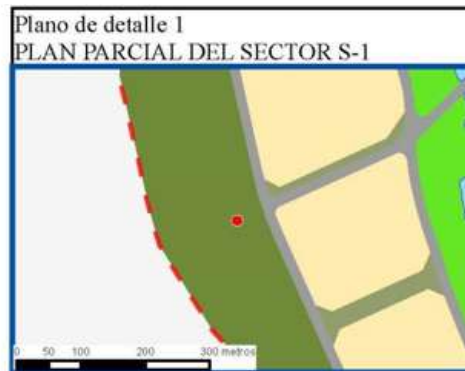 Plano de detalle 1
PLAN PARCIAL DEL SECTOR S-1
0 50 100 200 300 metros